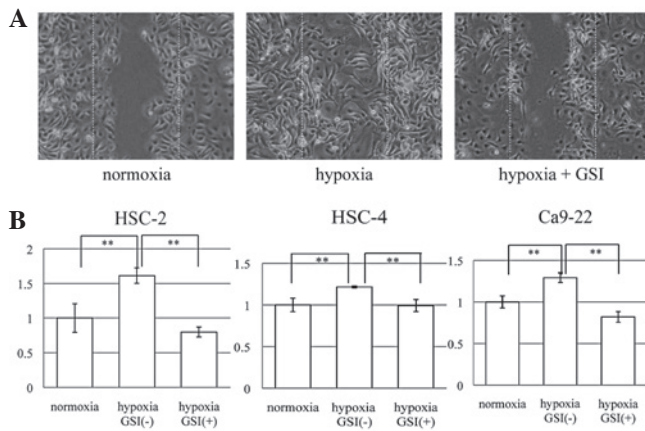 A
normoxia
hypoxia
hypoxia + GSI
B
HSC-2
**
**
2
1.5
1
0.5
0
normoxia
hypoxia
GSI(-)
hypoxia
GSI(+)
HSC-4
**
**
1.5
1
0.5
0
normoxia
hypoxia
GSI(-)
hypoxia
GSI(+)
Ca9-22
**
**
1.5
1
0.5
0
normoxia
hypoxia
GSI(-)
hypoxia
GSI(+)